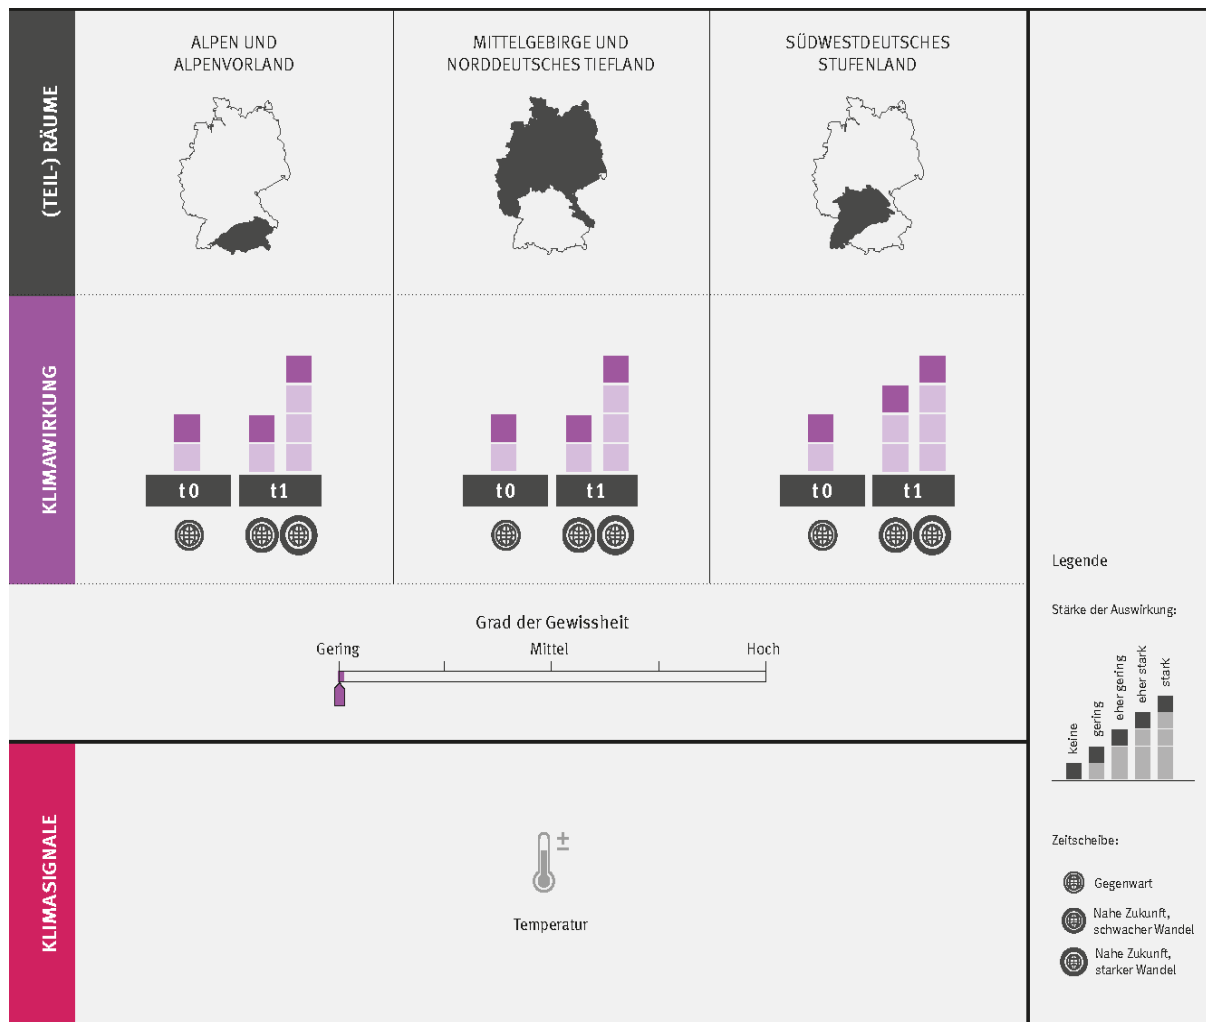 (TEIL-) RÄUME
ALPEN UND
ALPENVORLAND
MITTELGEBIRGE UND
NORDDEUTSCHES TIEFLAND
SÜDWESTDEUTSCHES
STUFENLAND
KLIMAWIRKUNG
t0
t1
t0
t1
t0
t1
Grad der Gewissheit
Gering
Mittel
Hoch
KLIMASIGNALE
±
Temperatur
Legende
Stärke der Auswirkung:
keine
gering
eher gering
eher stark
stark
Zeitscheibe:
Gegenwart
Nahe Zukunft,
schwacher Wandel
Nahe Zukunft,
starker Wandel